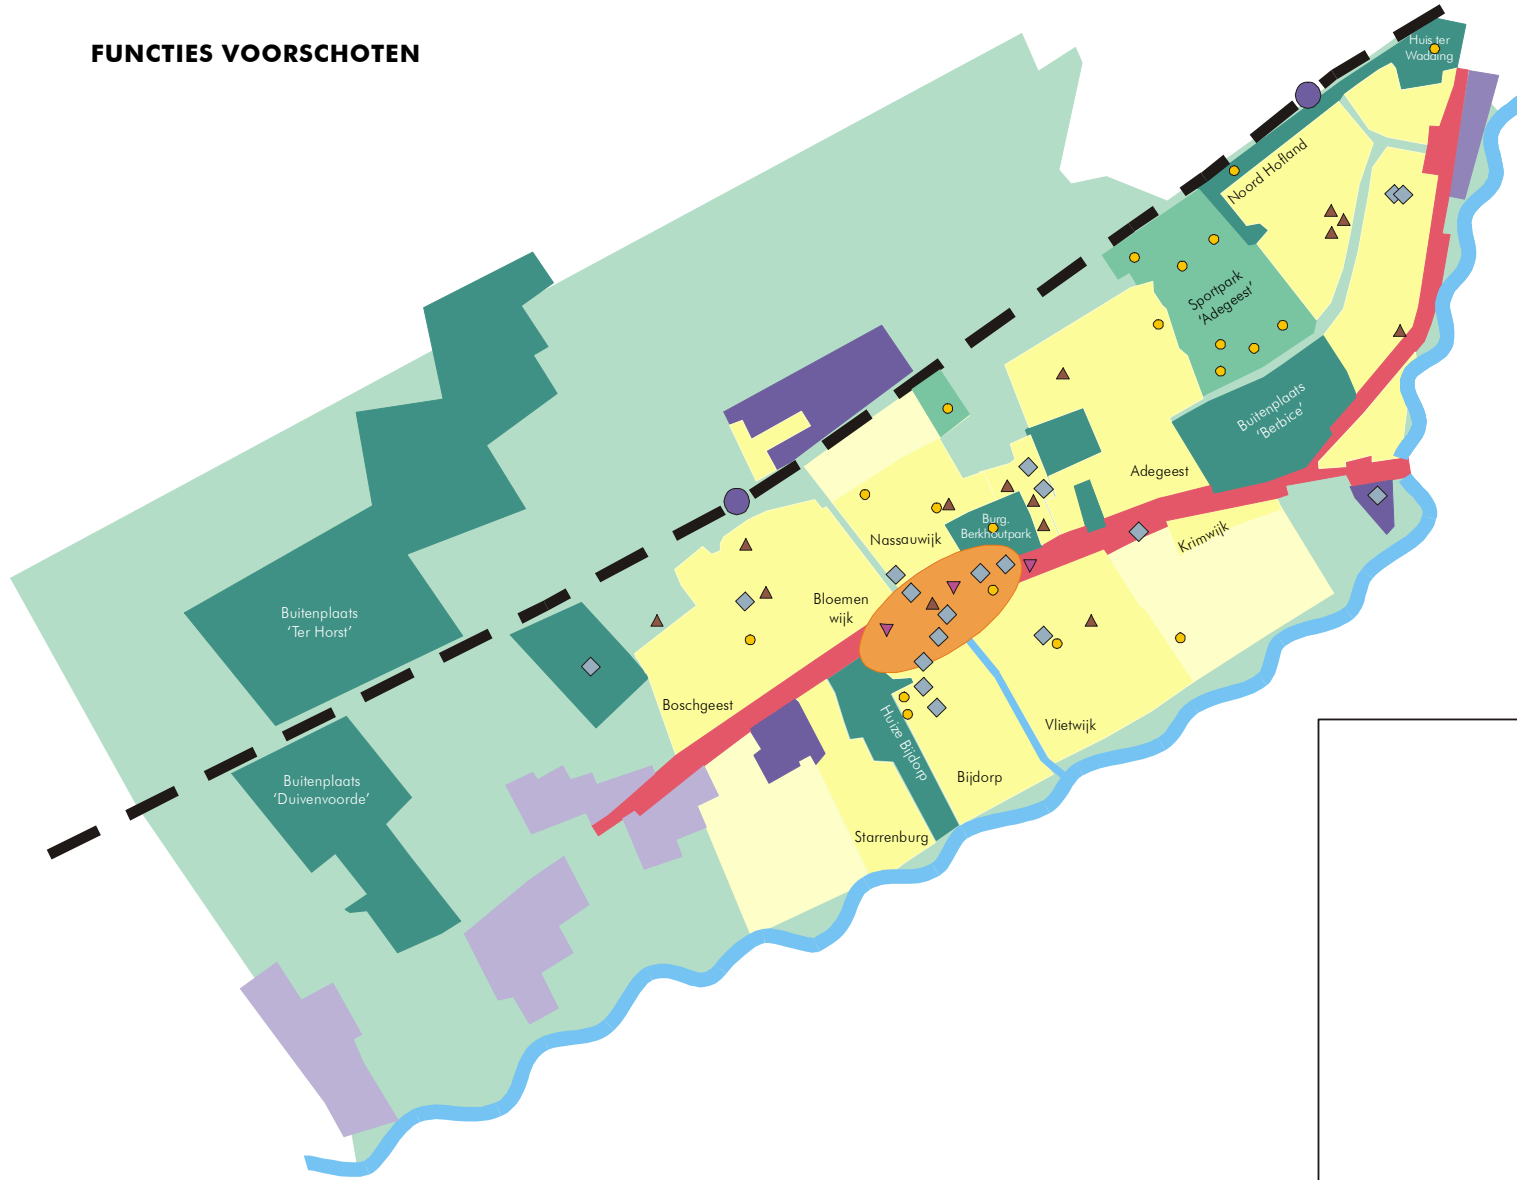 FUNCTIES VOORSCHOTEN
Huis ter
Wadding
Noord Hofland
Sportpark
‘Adegeest’
Buitenplaats
‘Berbice’
Adegeest
Burg.
Berkhoutpark
Krimwijk
Nassauwijk
Bloemen
wijk
Buitenplaats
‘Ter Horst’
Boschgeest
Huize Bijdorp
Vlietwijk
Bijdorp
Buitenplaats
‘Duivenvoorde’
Starrenburg